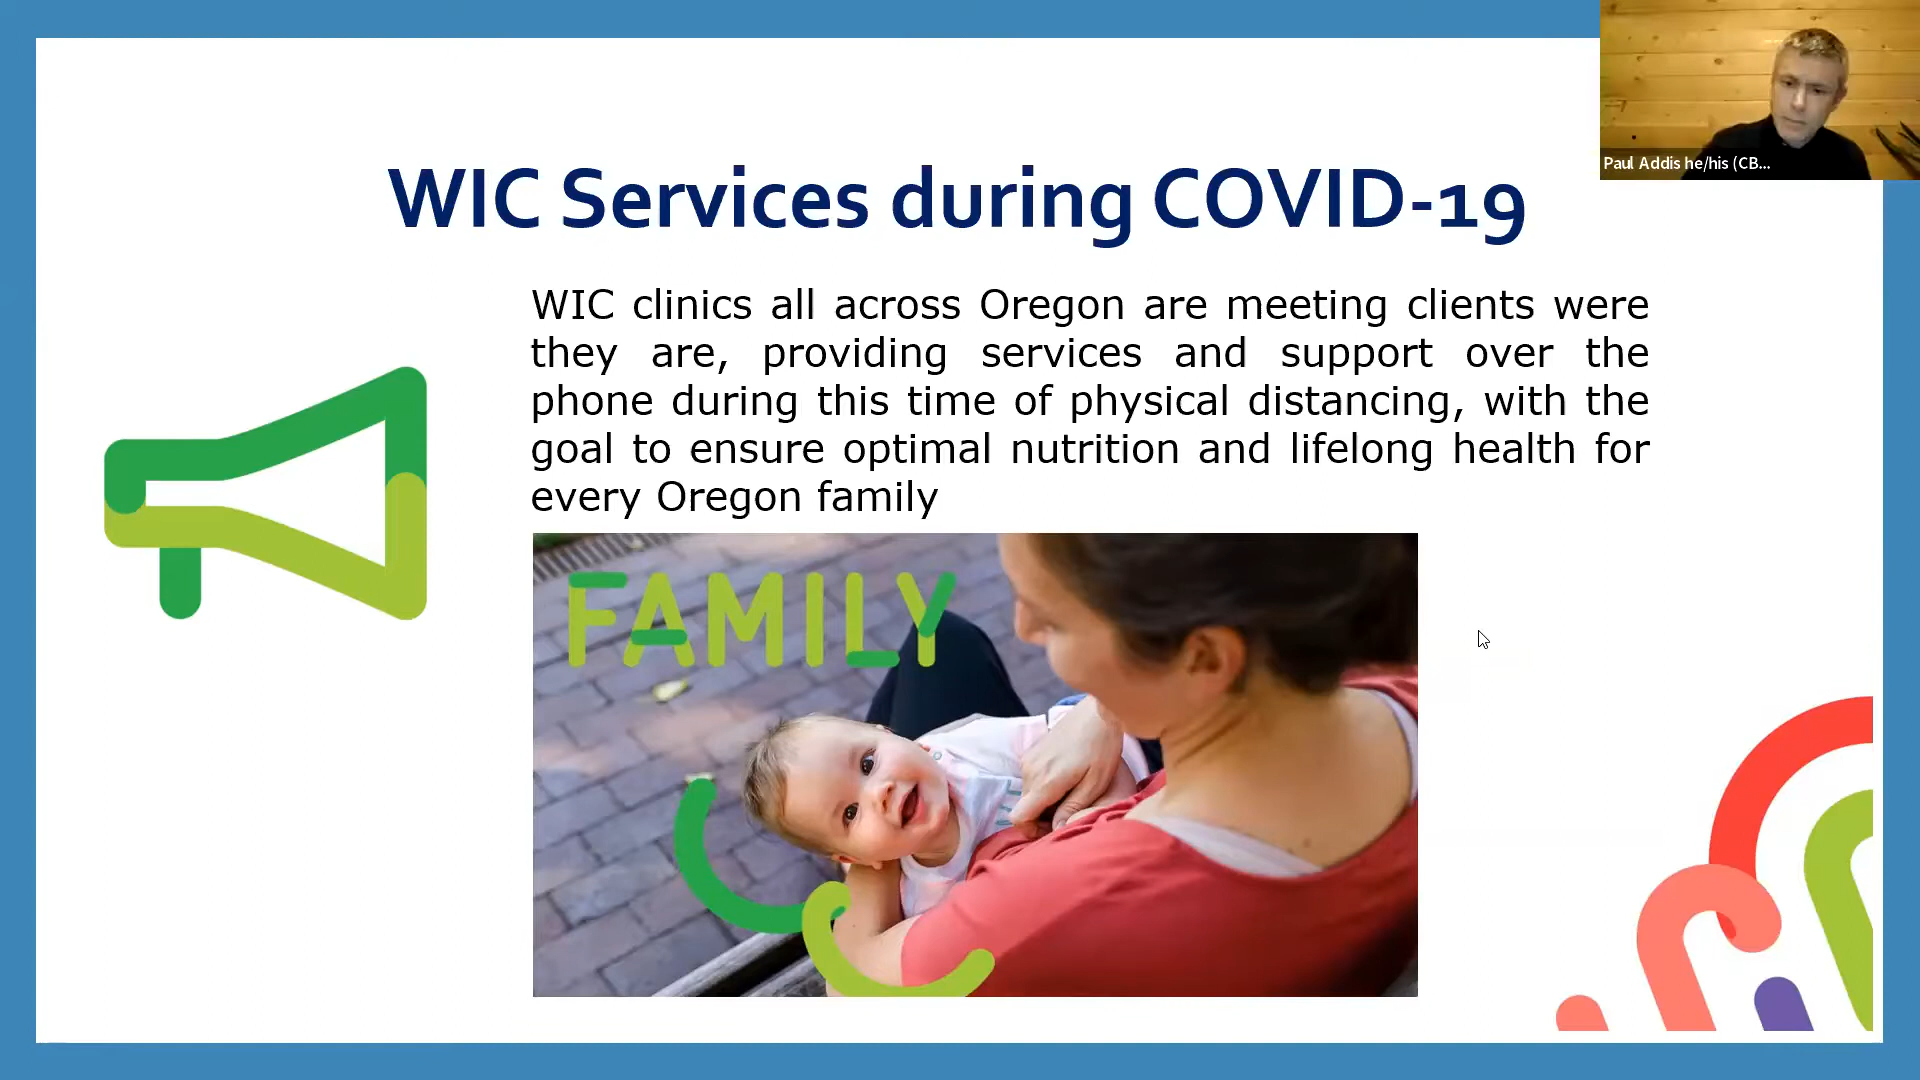 WIC Services during COVID-19
WIC clinics all across Oregon are meeting clients were
they are, providing services and support over the
phone during this time of physical distancing, with the
goal to ensure optimal nutrition and lifelong health for
every Oregon family
FAMILY
Paul Addis he/his (CB...